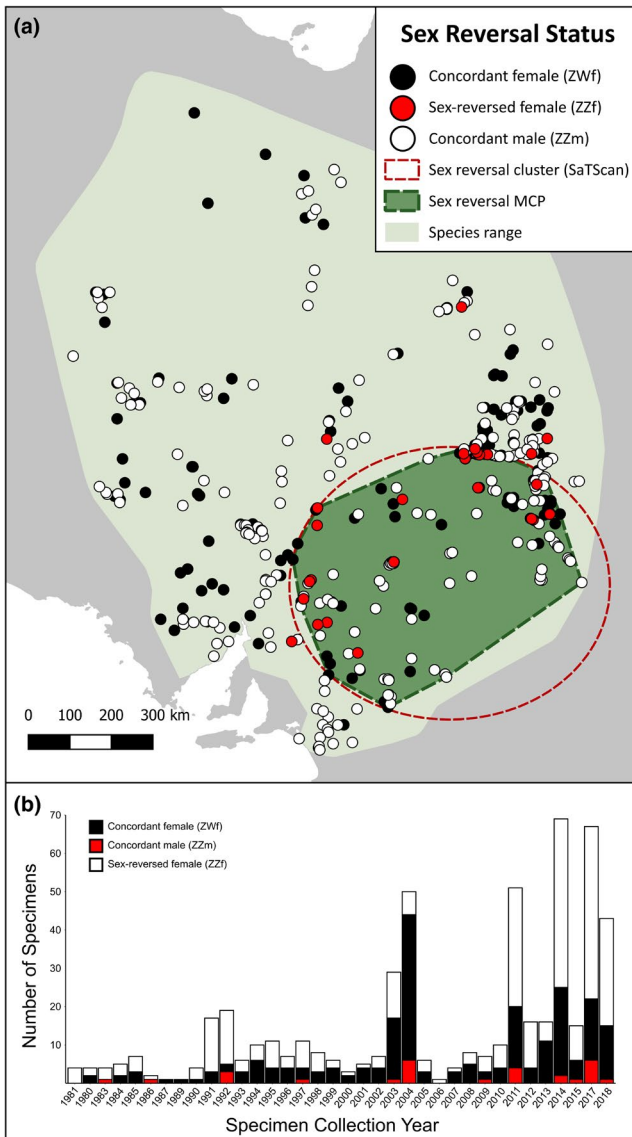 (a)
Sex Reversal Status
Concordant female (ZWf)
Sex-reversed female (ZZf)
Concordant male (ZZm)
Sex reversal cluster (SaTScan)
Sex reversal MCP
Species range
0 100 200 300 km
(b)
Concordant female (ZWf)
Concordant male (ZZm)
Sex-reversed female (ZZf)
Number of Specimens
70
60
50
40
30
20
10
1981 1980 1983 1984 1985 1986 1987 1988 1989 1990 1991 1992 1993 1994 1995 1996 1997 1998 1999 2000 2001 2002 2003 2004 2005 2006 2007 2008 2009 2010 2011 2012 2013 2014 2015 2017 2018
Specimen Collection Year